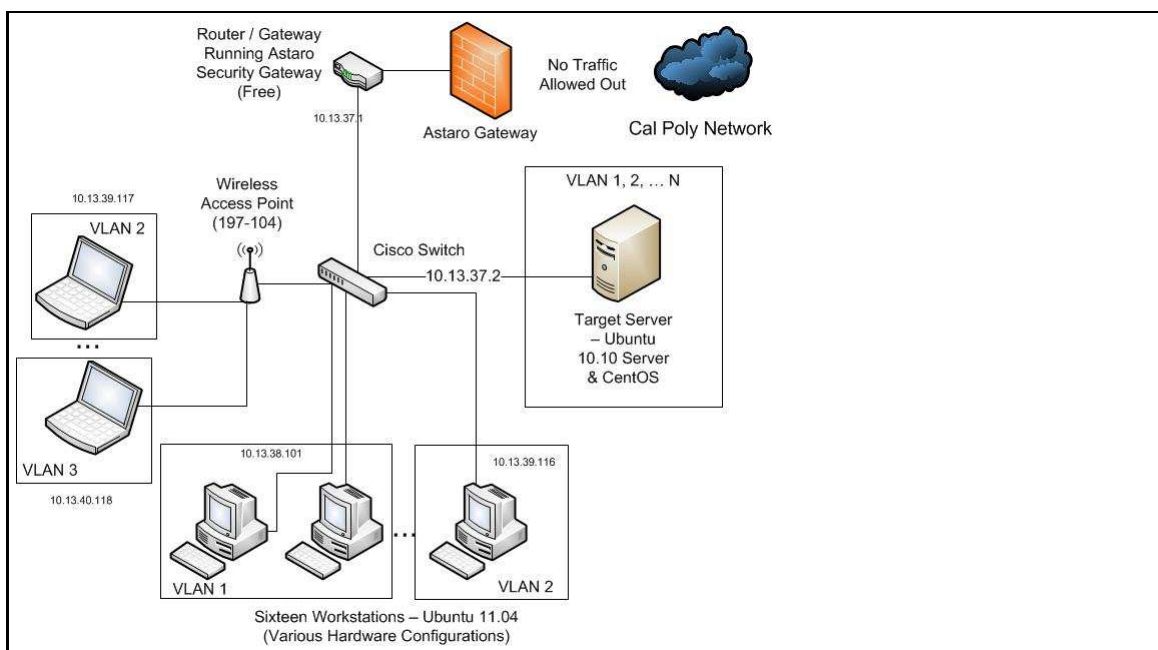 Router / Gateway
Running Astaro
Security Gateway
(Free)
10.13.37.1
Astaro Gateway
No Traffic
Allowed Out
Cal Poly Network
VLAN 1, 2, ... N
Wireless
Access Point
(197-104)
10.13.39.117
VLAN 2
Cisco Switch
10.13.37.2
Target Server
– Ubuntu
10.10 Server
& CentOS
...
VLAN 3
10.13.40.118
10.13.38.101
VLAN 1
...
10.13.39.116
VLAN 2
Sixteen Workstations – Ubuntu 11.04
(Various Hardware Configurations)